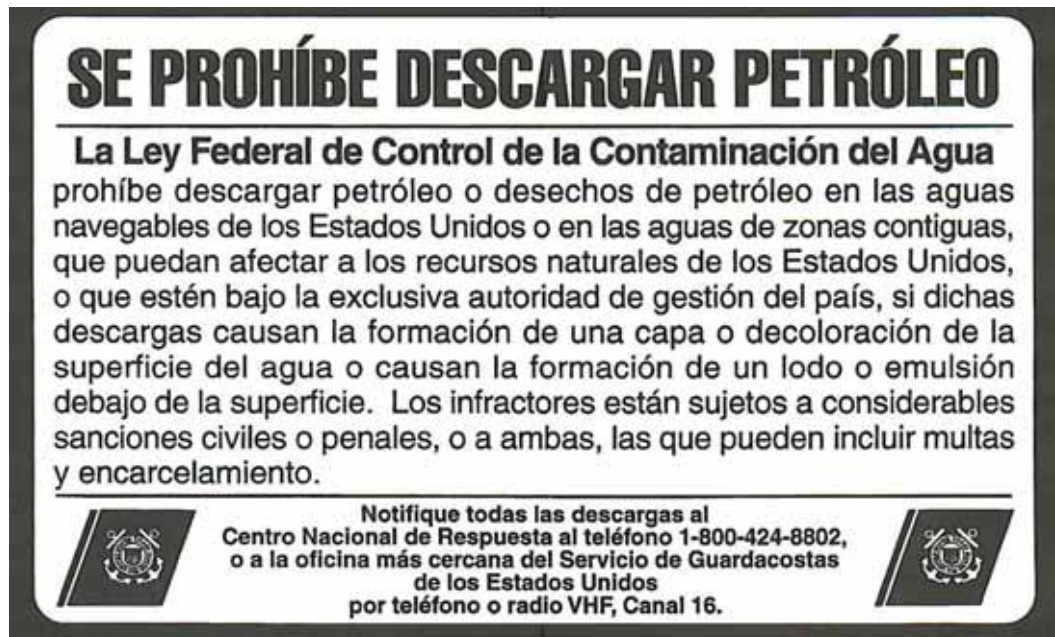 SE PROHÍBE DESCARGAR PETRÓLEO
La Ley Federal de Control de la Contaminación del Agua
prohíbe descargar petróleo o desechos de petróleo en las aguas
navegables de los Estados Unidos o en las aguas de zonas contiguas,
que puedan afectar a los recursos naturales de los Estados Unidos,
o que estén bajo la exclusiva autoridad de gestión del país, si dichas
descargas causan la formación de una capa o decoloración de la
superficie del agua o causan la formación de un lodo o emulsión
debajo de la superficie. Los infractores están sujetos a considerables
sanciones civiles o penales, o a ambas, las que pueden incluir multas
y encarcelamiento.
Notifique todas las descargas al
Centro Nacional de Respuesta al teléfono 1-800-424-8802,
o a la oficina más cercana del Servicio de Guardacostas
de los Estados Unidos
por teléfono o radio VHF, Canal 16.